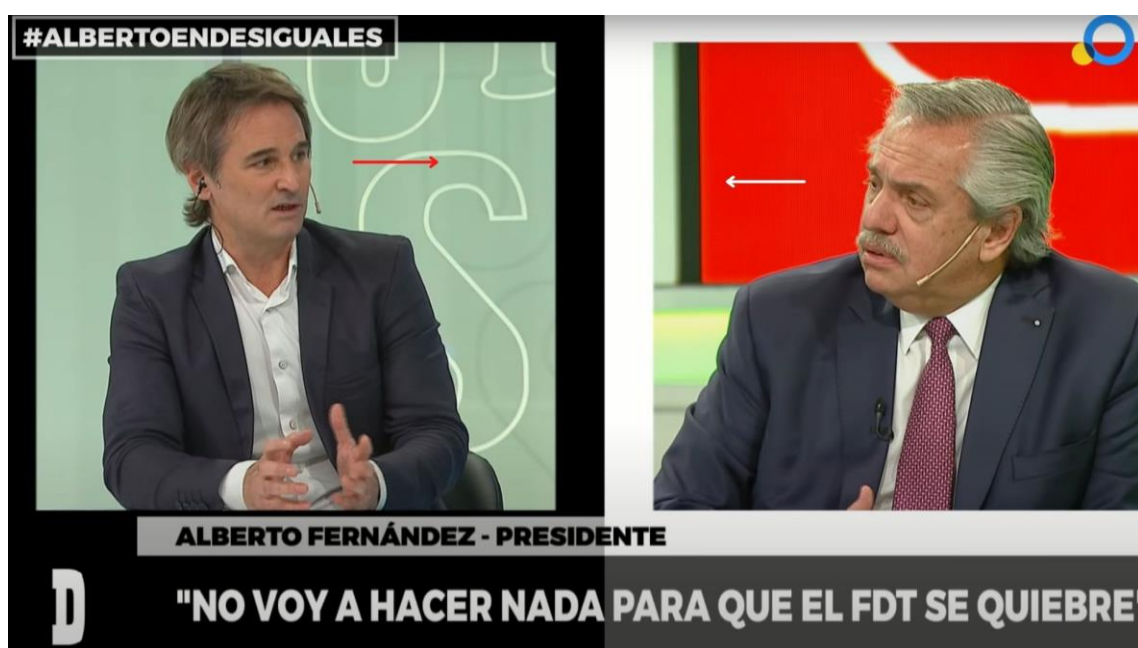 #ALBERTOENDESIGUALES
ALBERTO FERNÁNDEZ - PRESIDENTE
D "NO VOY A HACER NADA PARA QUE EL FDT SE QUIEBRE"